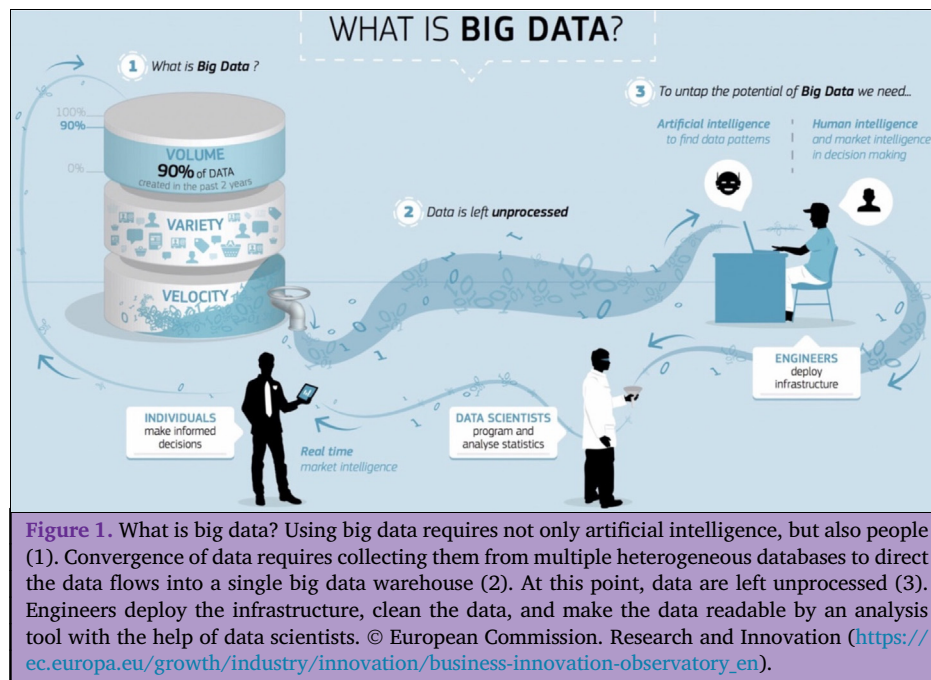 WHAT IS BIG DATA?
1 What is Big Data ?
100%
90%
0%
VOLUME
90% of DATA
created in the past 2 years
VARIETY
VELOCITY
2 Data is left unprocessed
3 To untap the potential of Big Data we need...
Artificial intelligence
to find data patterns
Human intelligence
and market intelligence
in decision making
ENGINEERS
deploy
infrastructure
DATA SCIENTISTS
program and
analyse statistics
INDIVIDUALS
make informed
decisions
Real time
market intelligence
Figure 1. What is big data? Using big data requires not only artificial intelligence, but also people
(1). Convergence of data requires collecting them from multiple heterogeneous databases to direct
the data flows into a single big data warehouse (2). At this point, data are left unprocessed (3).
Engineers deploy the infrastructure, clean the data, and make the data readable by an analysis
tool with the help of data scientists. © European Commission. Research and Innovation (https://
ec.europa.eu/growth/industry/innovation/business-innovation-observatory_en).